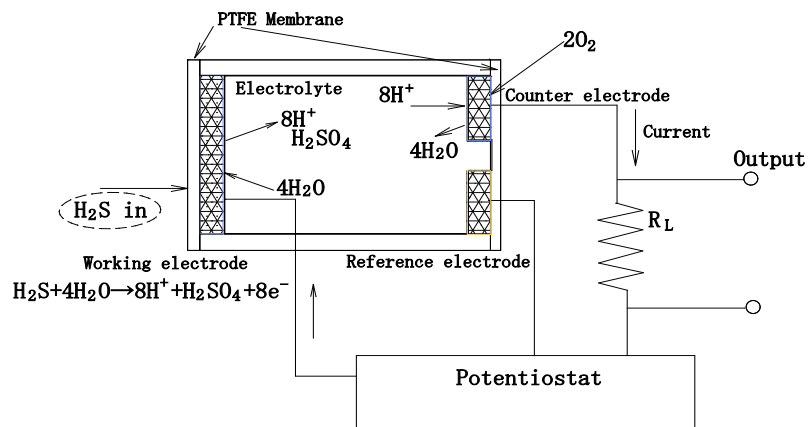 PTFE Membrane
2O₂
Electrolyte
8H⁺
Counter electrode
8H⁺
H₂SO₄
4H₂O
Current
Output
4H₂O
H₂S in
R_L
Working electrode
Reference electrode
H₂S+4H₂O→8H⁺+H₂SO₄+8e⁻
Potentiostat